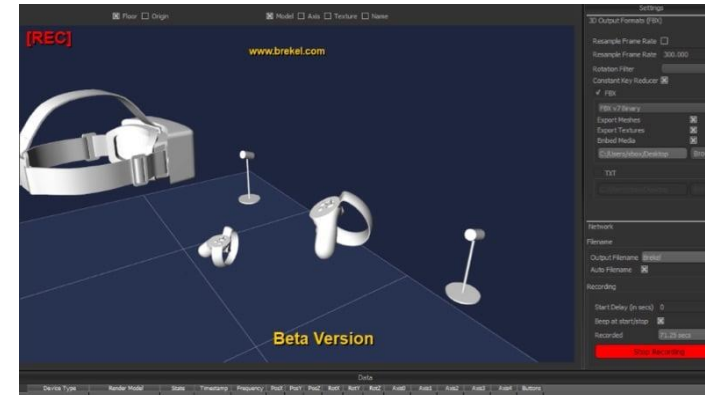 Floor Origin Model Axis Texture Name
[REC]
www.brekel.com
Beta Version
Settings
3D Output Formats (FBX)
Resample Frame Rate
Resample Frame Rate 300.000
Rotation Filter
Constant Key Reducer
FBX
FBX v7 Binary
Export Meshes
Export Textures
Embed Media
Bro
TXT
Network
Filename
Output Filename Brekel
Auto Filename
Recording
Start Delay (in secs) 0
Beep at start/stop
Recorded 71.25 secs
Stop Recording
Data
Device Type Render Model State Timestamp Frequency PosX PosY PosZ RotX RotY RotZ Axis0 Axis1 Axis2 Axis3 Axis4 Buttons